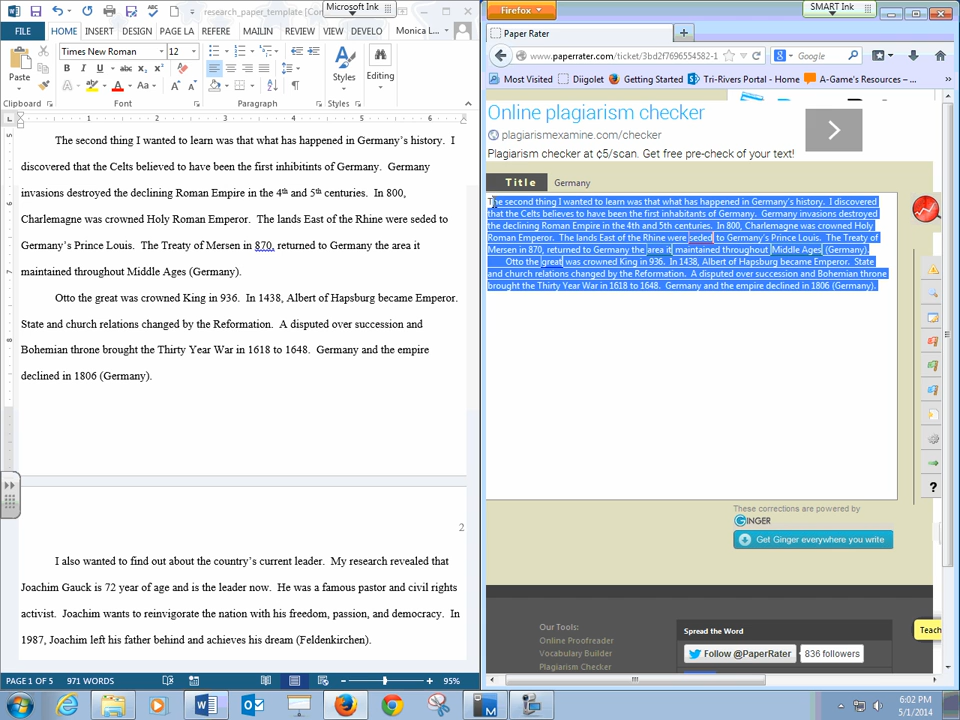 research_paper_template [Com
Microsoft Ink
FILE HOME INSERT DESIGN PAGE LA REFERE MAILIN REVIEW VIEW DEVELO Monica L...
Times New Roman 12
Paste
Styles
Editing
Clipboard Font Paragraph Styles
1 2 3 4 5 6
The second thing I wanted to learn was that what has happened in Germany's history. I
discovered that the Celts believed to have been the first inhibitints of Germany. Germany
invasions destroyed the declining Roman Empire in the 4th and 5th centuries. In 800,
Charlemagne was crowned Holy Roman Emperor. The lands East of the Rhine were seded to
Germany's Prince Louis. The Treaty of Mersen in 870, returned to Germany the area it
maintained throughout Middle Ages (Germany).
Otto the great was crowned King in 936. In 1438, Albert of Hapsburg became Emperor.
State and church relations changed by the Reformation. A disputed over succession and
Bohemian throne brought the Thirty Year War in 1618 to 1648. Germany and the empire
declined in 1806 (Germany).
2
I also wanted to find out about the country's current leader. My research revealed that
Joachim Gauck is 72 year of age and is the leader now. He was a famous pastor and civil rights
activist. Joachim wants to reinvigorate the nation with his freedom, passion, and democracy. In
1987, Joachim left his father behind and achieves his dream (Feldenkirchen).
PAGE 1 OF 5 971 WORDS 95%
Firefox
SMART Ink
Paper Rater
www.paperrater.com/ticket/3bd2f7696554582-1
Google
Most Visited Diigolet Getting Started Tri-Rivers Portal - Home A-Game's Resources – ...
Online plagiarism checker
plagiarismexamine.com/checker
Plagiarism checker at ¢5/scan. Get free pre-check of your text!
Title Germany
The second thing I wanted to learn was that what has happened in Germany's history. I discovered
that the Celts believes to have been the first inhabitants of Germany. Germany invasions destroyed
the declining Roman Empire in the 4th and 5th centuries. In 800, Charlemagne was crowned Holy
Roman Emperor. The lands East of the Rhine were seded to Germany's Prince Louis. The Treaty of
Mersen in 870, returned to Germany the area it maintained throughout Middle Ages (Germany).
Otto the great was crowned King in 936. In 1438, Albert of Hapsburg became Emperor. State
and church relations changed by the Reformation. A disputed over succession and Bohemian throne
brought the Thirty Year War in 1618 to 1648. Germany and the empire declined in 1806 (Germany).
These corrections are powered by
GINGER
Get Ginger everywhere you write
Our Tools:
Online Proofreader
Vocabulary Builder
Plagiarism Checker
Spread the Word
Follow @PaperRater 836 followers
Teach
6:02 PM
5/1/2014